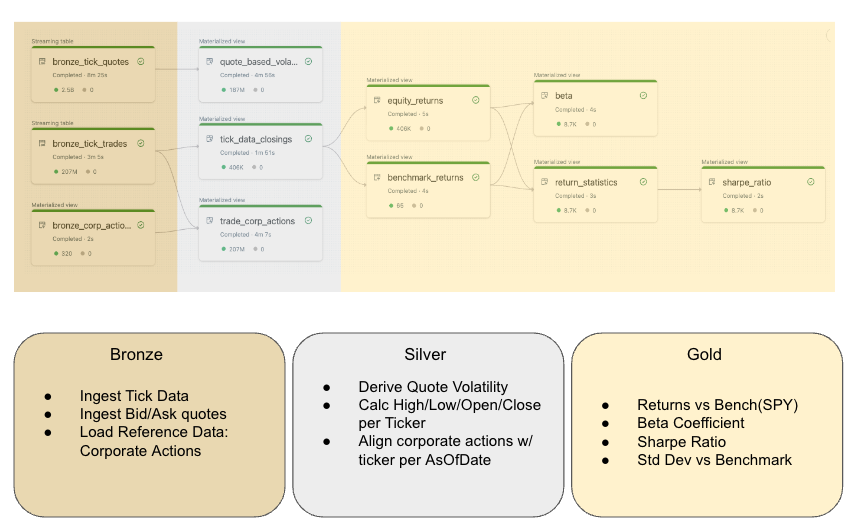 Streaming table
bronze_tick_quotes
Completed · 8m 25s
2.5B 0
Streaming table
bronze_tick_trades
Completed · 3m 5s
207M 0
Materialized view
bronze_corp_actio...
Completed · 2s
320 0
Materialized view
quote_based_vola...
Completed · 4m 56s
187M 0
Materialized view
tick_data_closings
Completed · 1m 51s
406K 0
Materialized view
trade_corp_actions
Completed · 4m 7s
207M 0
Materialized view
equity_returns
Completed · 5s
406K 0
Materialized view
benchmark_returns
Completed · 4s
95 0
Materialized view
beta
Completed · 4s
8.7K 0
Materialized view
return_statistics
Completed · 3s
8.7K 0
Materialized view
sharpe_ratio
Completed · 2s
8.7K 0
Bronze
● Ingest Tick Data
● Ingest Bid/Ask quotes
● Load Reference Data:
Corporate Actions
Silver
● Derive Quote Volatility
● Calc High/Low/Open/Close
per Ticker
● Align corporate actions w/
ticker per AsOfDate
Gold
● Returns vs Bench(SPY)
● Beta Coefficient
● Sharpe Ratio
● Std Dev vs Benchmark